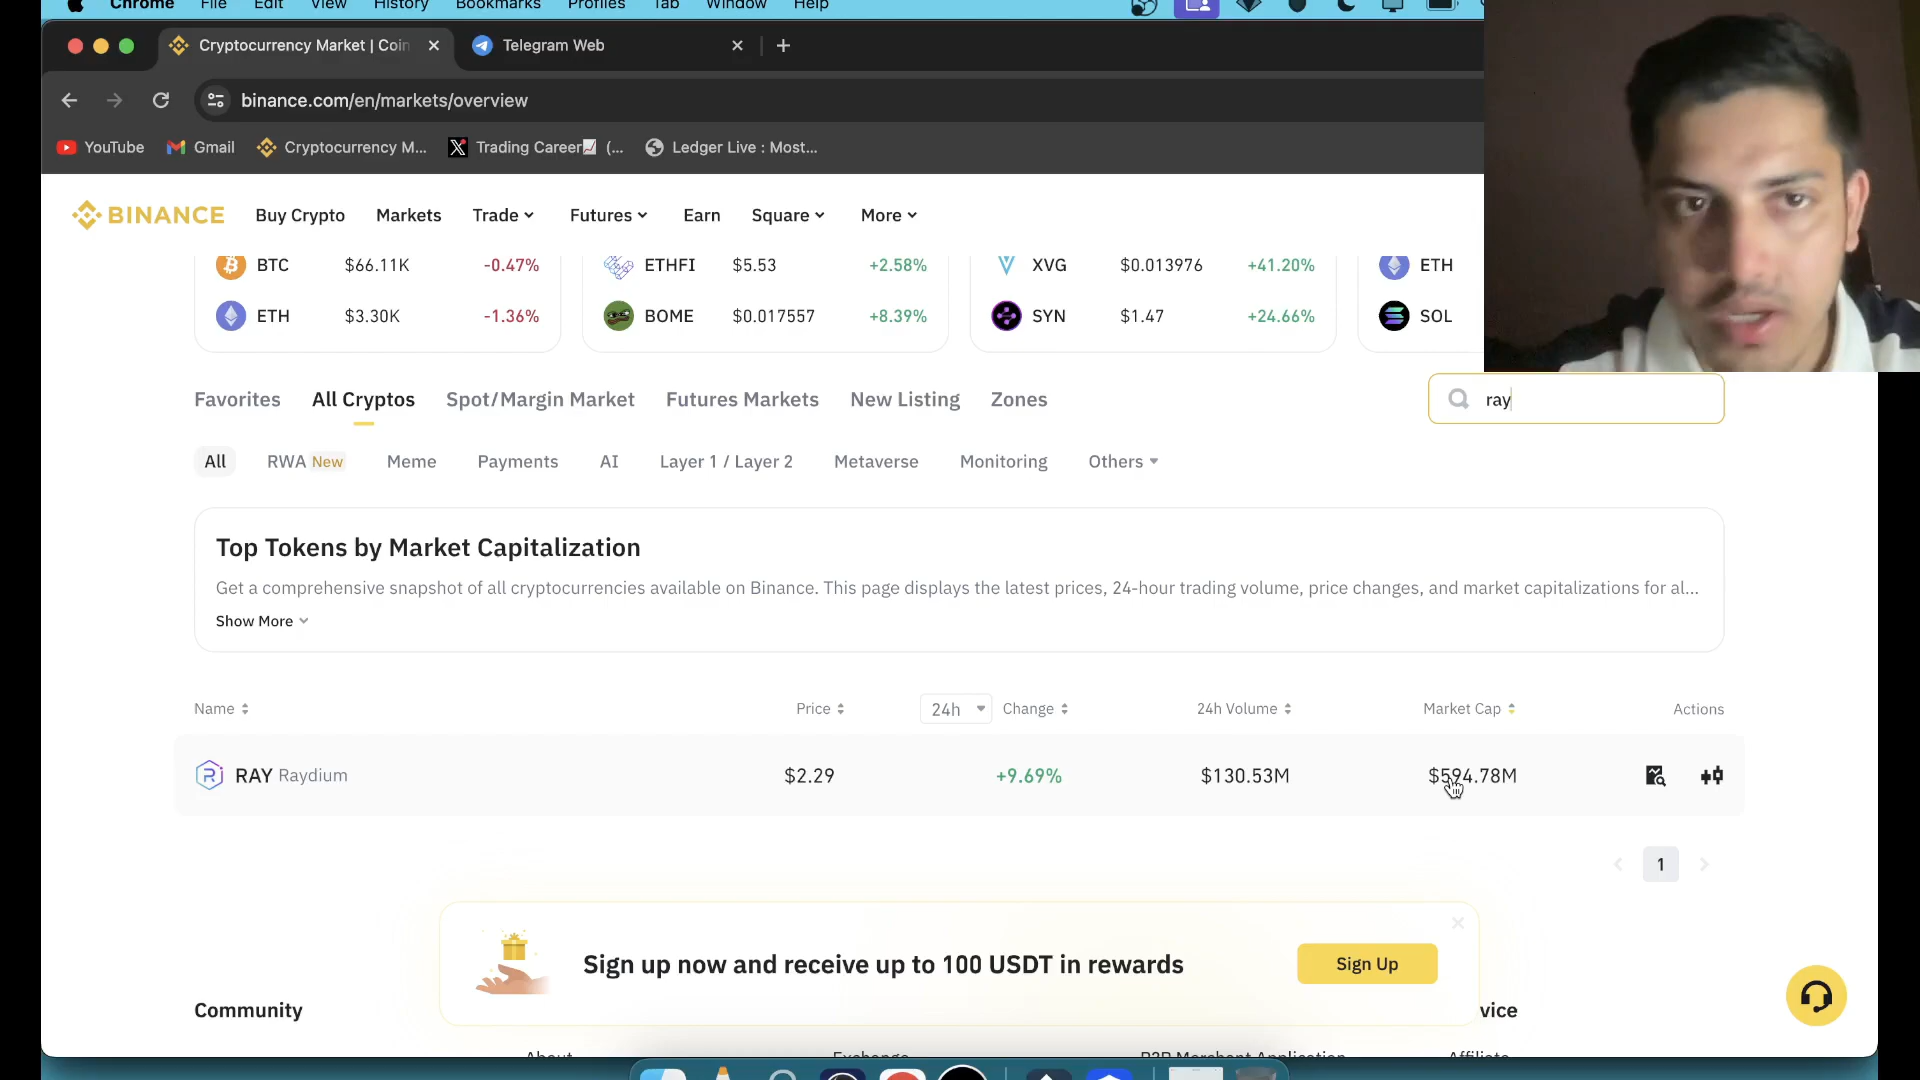 Chrome File Edit View History Bookmarks Profiles Tab Window Help
Cryptocurrency Market | Coin
Telegram Web
binance.com/en/markets/overview
YouTube Gmail Cryptocurrency M... Trading Career (... Ledger Live : Most...
BINANCE Buy Crypto Markets Trade Futures Earn Square More
BTC $66.11K -0.47% ETHFI $5.53 +2.58% XVG $0.013976 +41.20% ETH
ETH $3.30K -1.36% BOME $0.017557 +8.39% SYN $1.47 +24.66% SOL
Favorites All Cryptos Spot/Margin Market Futures Markets New Listing Zones ray
All RWA New Meme Payments AI Layer 1 / Layer 2 Metaverse Monitoring Others
Top Tokens by Market Capitalization
Get a comprehensive snapshot of all cryptocurrencies available on Binance. This page displays the latest prices, 24-hour trading volume, price changes, and market capitalizations for al...
Show More
Name Price 24h Change 24h Volume Market Cap Actions
RAY Raydium $2.29 +9.69% $130.53M $594.78M
1
Sign up now and receive up to 100 USDT in rewards Sign Up
Community vice
About Exchange P2P Merchant Application Affiliate